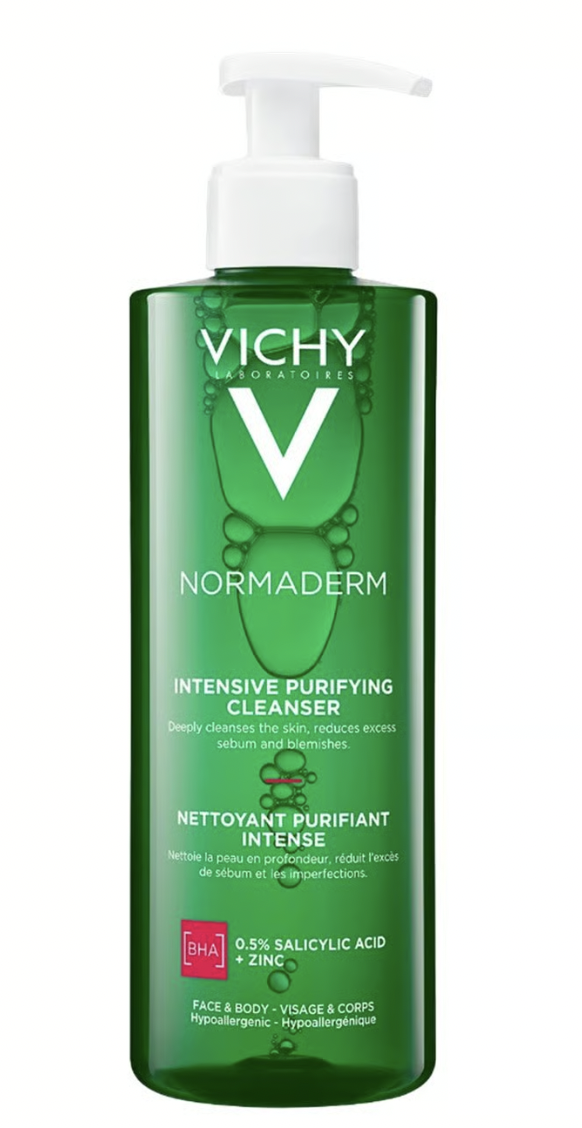 VICHY
LABORATOIRES
V
NORMADERM
INTENSIVE PURIFYING
CLEANSER
Deeply cleanses the skin, reduces excess
sebum and blemishes.
NETTOYANT PURIFIANT
INTENSE
Nettoie la peau en profondeur, réduit l'excès
de sébum et les imperfections.
[BHA] 0.5% SALICYLIC ACID
+ ZINC
FACE & BODY - VISAGE & CORPS
Hypoallergenic - Hypoallergénique